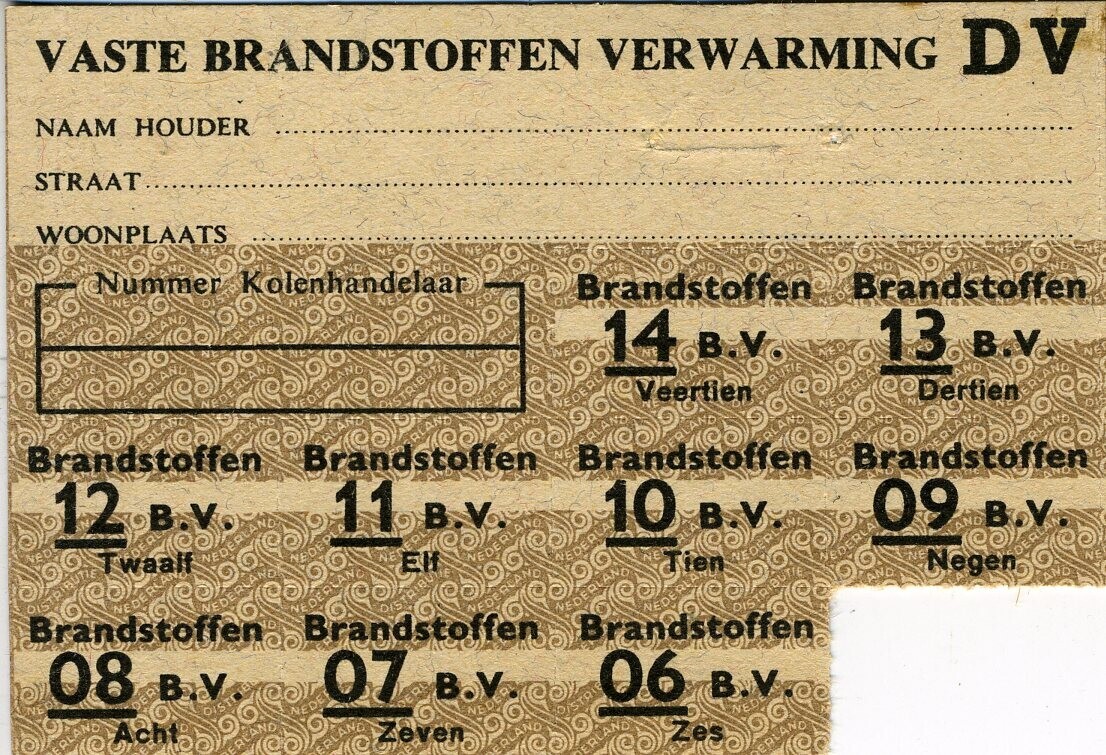 VASTE BRANDSTOFFEN VERWARMING DV
NAAM HOUDER
STRAAT
WOONPLAATS
Nummer Kolenhandelaar
Brandstoffen Brandstoffen
14 B.V. 13 B.V.
Veertien Dertien
Brandstoffen Brandstoffen Brandstoffen Brandstoffen
12 B.V. 11 B.V. 10 B.V. 09 B.V.
Twaalf Elf Tien Negen
Brandstoffen Brandstoffen Brandstoffen
08 B.V. 07 B.V. 06 B.V.
Acht Zeven Zes